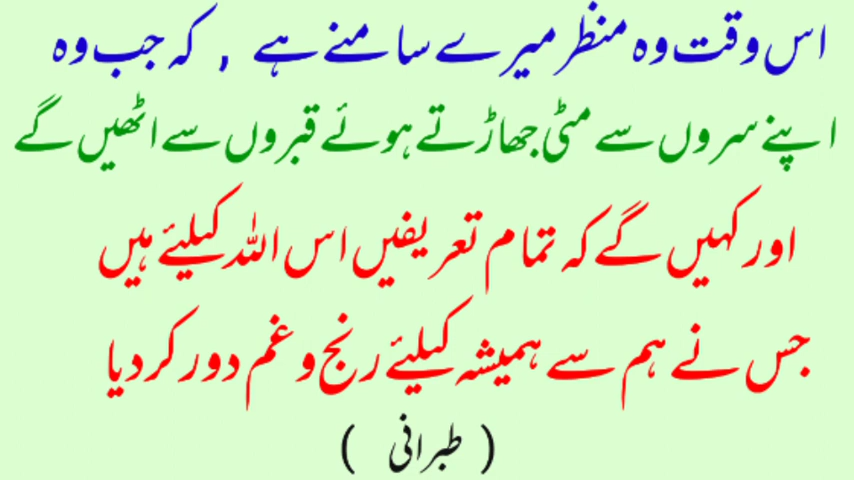 اس وقت وہ منظر میرے سامنے ہے , کہ جب وہ
اپنے سروں سے مٹی جھاڑتے ہوئے قبروں سے اٹھیں گے
اور کہیں گے کہ تمام تعریفیں اس اللہ کیلئے ہیں
جس نے ہم سے ہمیشہ کیلئے رنج و غم دور کر دیا
( طبرانی )